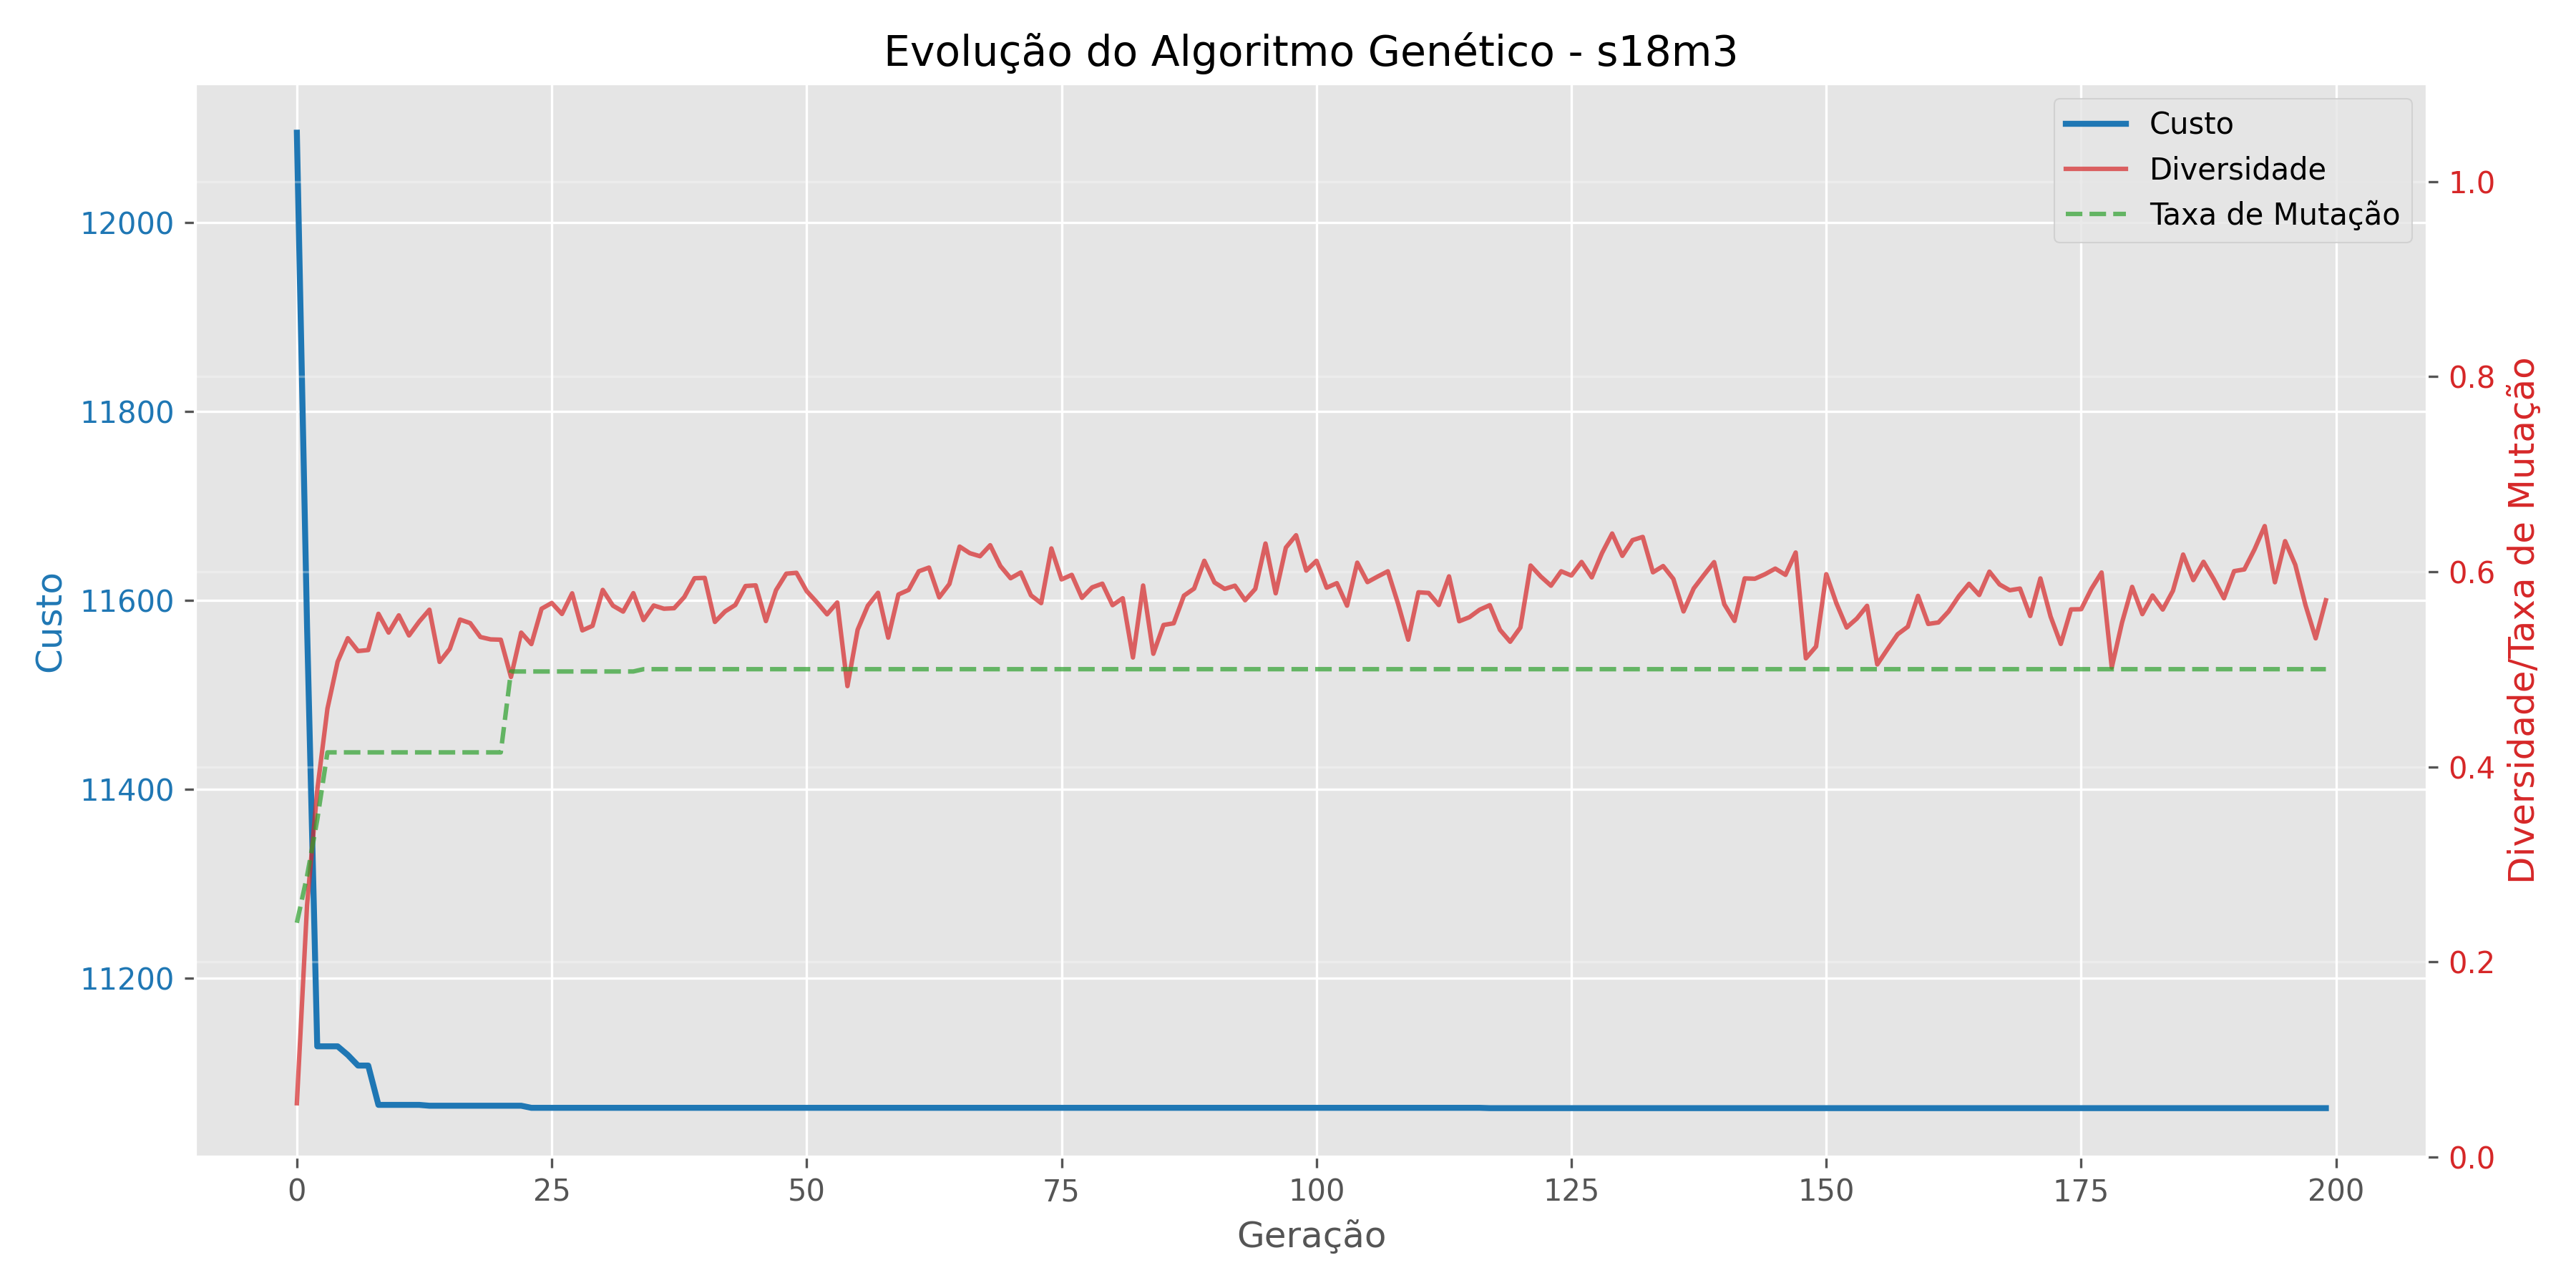 Evolução do Algoritmo Genético - s18m3
Custo
Diversidade
Taxa de Mutação
12000
11800
11600
11400
11200
Custo
1.0
0.8
0.6
0.4
0.2
0.0
Diversidade/Taxa de Mutação
0 25 50 75 100 125 150 175 200
Geração